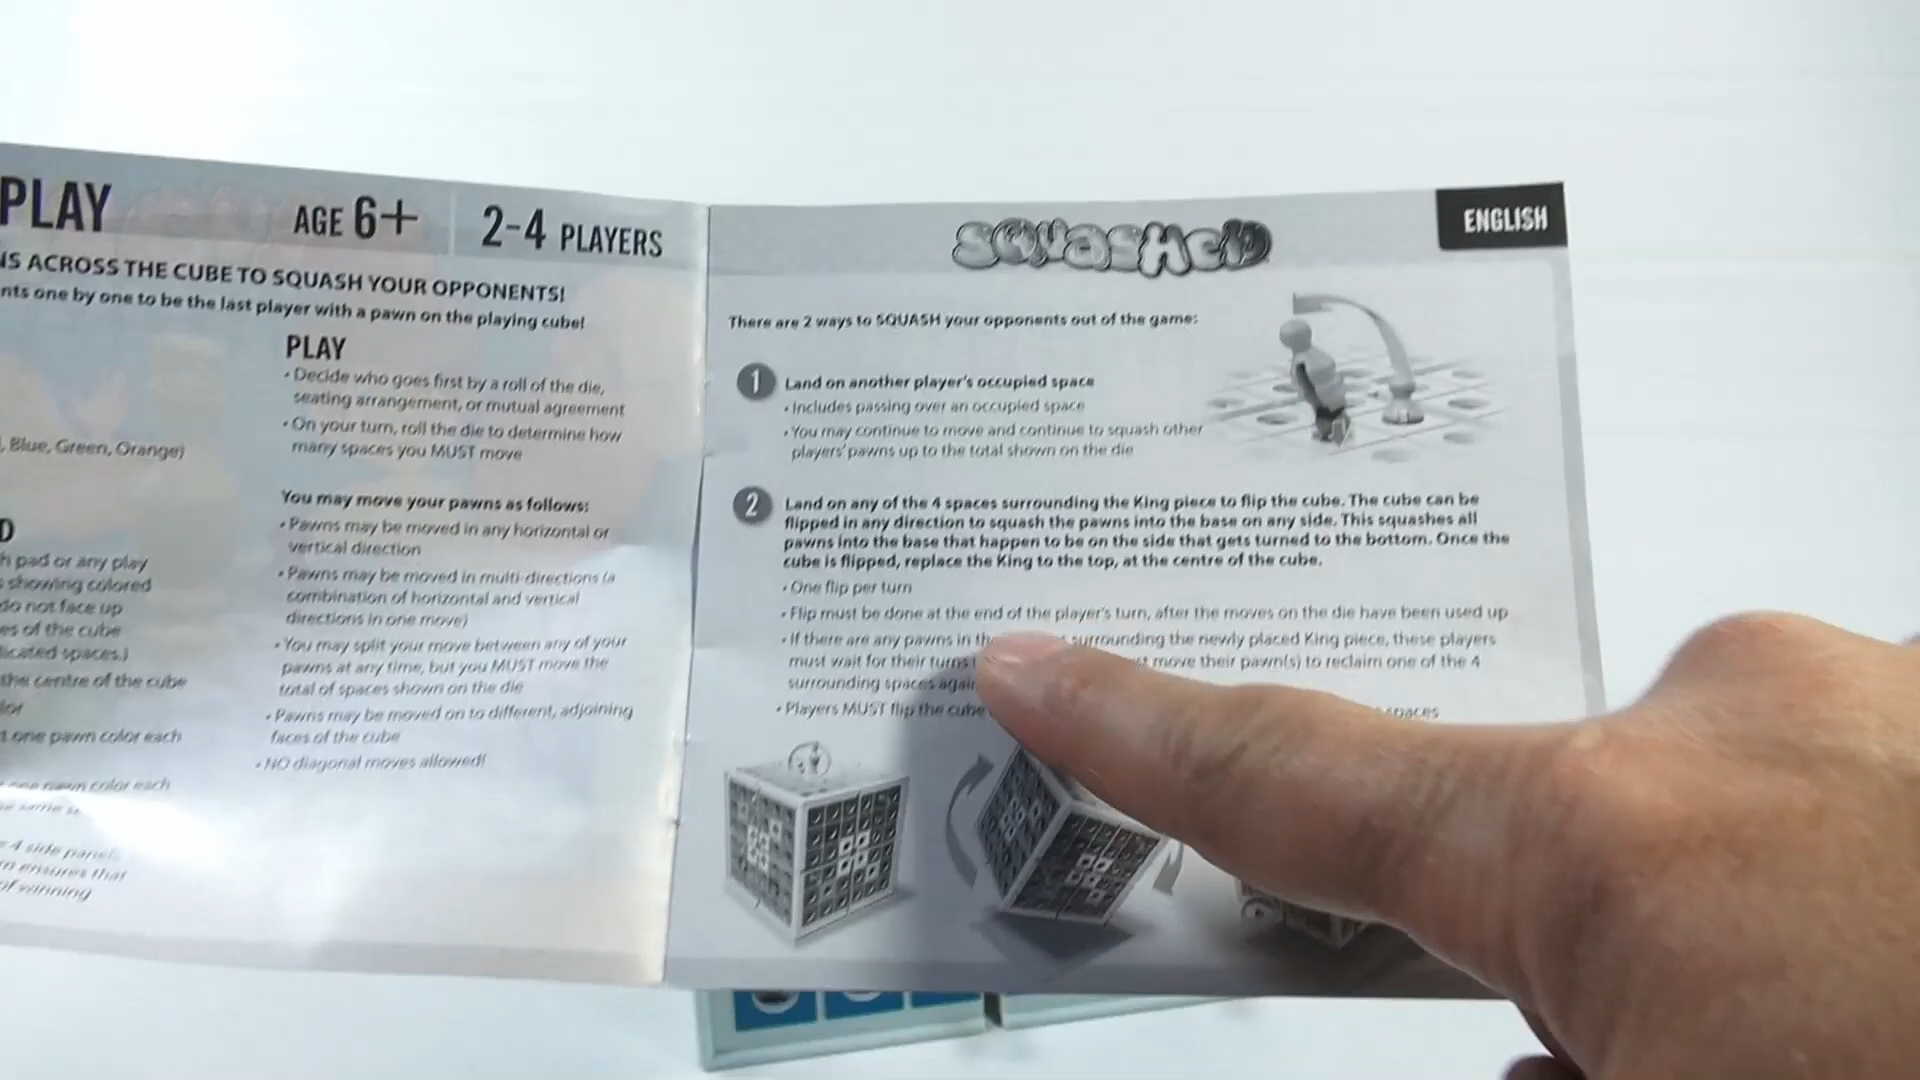 PLAY
AGE 6+
2-4 PLAYERS
ACROSS THE CUBE TO SQUASH YOUR OPPONENTS!
one by one to be the last player with a pawn on the playing cube!
, Blue, Green, Orange)
D
pad or any play
showing colored
do not face up
of the cube
spaces.)
the centre of the cube
one pawn color each
one pawn color each
4 side
ensures that
of winning
PLAY
• Decide who goes first by a roll of the die,
seating arrangement, or mutual agreement
• On your turn, roll the die to determine how
many spaces you MUST move
You may move your pawns as follows:
• Pawns may be moved in any horizontal or
vertical direction
• Pawns may be moved in multi-directions (a
combination of horizontal and vertical
directions in one move)
• You may split your move between any of your
pawns at any time, but you MUST move the
total of spaces shown on the die
• Pawns may be moved on to different, adjoining
faces of the cube
• NO diagonal moves allowed!
SQUASHED
ENGLISH
There are 2 ways to SQUASH your opponents out of the game:
1 Land on another player's occupied space
• Includes passing over an occupied space
• You may continue to move and continue to squash other
players' pawns up to the total shown on the die
2 Land on any of the 4 spaces surrounding the King piece to flip the cube. The cube can be
flipped in any direction to squash the pawns into the base on any side. This squashes all
pawns into the base that happen to be on the side that gets turned to the bottom. Once the
cube is flipped, replace the King to the top, at the centre of the cube.
• One flip per turn
• Flip must be done at the end of the player's turn, after the moves on the die have been used up
• If there are any pawns in surrounding the newly placed King piece, these players
must wait for their turns move their pawn(s) to reclaim one of the 4
surrounding spaces again
• Players MUST flip the cube spaces